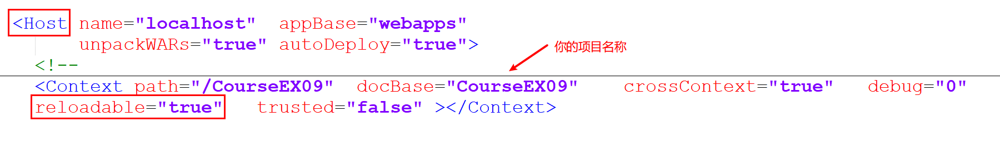 <Host name="localhost"  appBase="webapps"
unpackWARs="true" autoDeploy="true">
你的项目名称
<!--
<Context path="/CourseEX09"  docBase="CourseEX09"    crossContext="true"   debug="0"
reloadable="true"   trusted="false" ></Context>